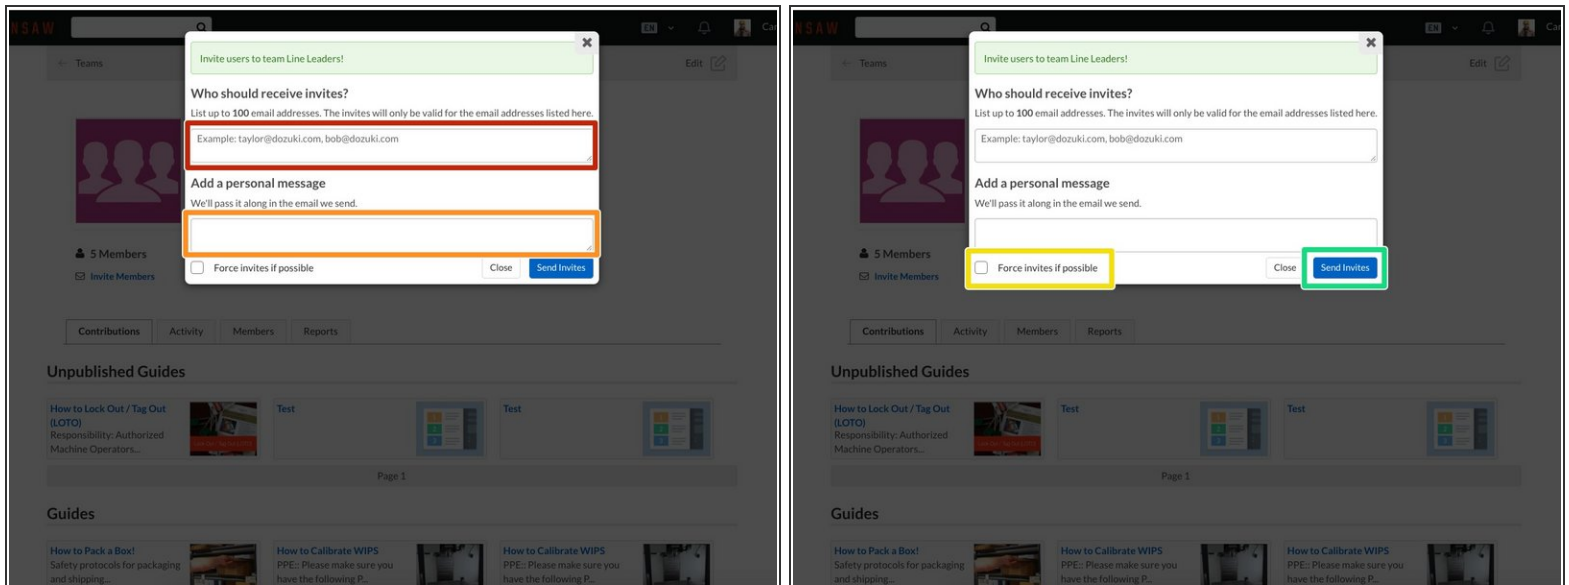 NSAW
EN
Car
Teams
Edit
Invite users to team Line Leaders!
Who should receive invites?
List up to 100 email addresses. The invites will only be valid for the email addresses listed here.
Example: taylor@dozuki.com, bob@dozuki.com
Add a personal message
We'll pass it along in the email we send.
5 Members
Invite Members
Force invites if possible
Close
Send Invites
Contributions
Activity
Members
Reports
Unpublished Guides
How to Lock Out / Tag Out
(LOTO)
Responsibility: Authorized
Machine Operators...
Test
Test
Page 1
Guides
How to Pack a Box!
Safety protocols for packaging
and shipping...
How to Calibrate WIPS
PPE:: Please make sure you
have the following P...
How to Calibrate WIPS
PPE:: Please make sure you
have the following P...
NSAW
EN
Car
Teams
Edit
Invite users to team Line Leaders!
Who should receive invites?
List up to 100 email addresses. The invites will only be valid for the email addresses listed here.
Example: taylor@dozuki.com, bob@dozuki.com
Add a personal message
We'll pass it along in the email we send.
5 Members
Invite Members
Force invites if possible
Close
Send Invites
Contributions
Activity
Members
Reports
Unpublished Guides
How to Lock Out / Tag Out
(LOTO)
Responsibility: Authorized
Machine Operators...
Test
Test
Page 1
Guides
How to Pack a Box!
Safety protocols for packaging
and shipping...
How to Calibrate WIPS
PPE:: Please make sure you
have the following P...
How to Calibrate WIPS
PPE:: Please make sure you
have the following P...